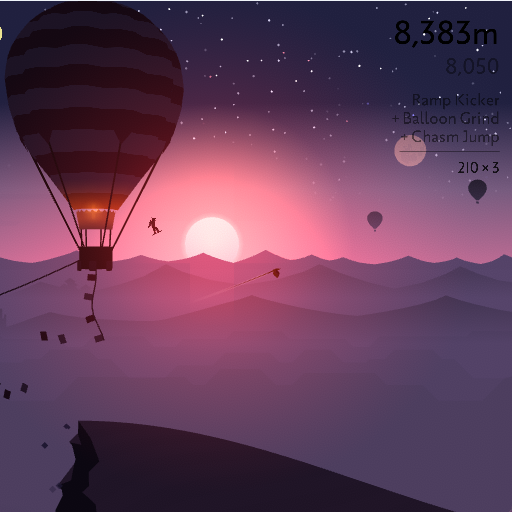 8,383m
8,050
Ramp Kicker
+ Balloon Grind
+ Chasm Jump
210 × 3